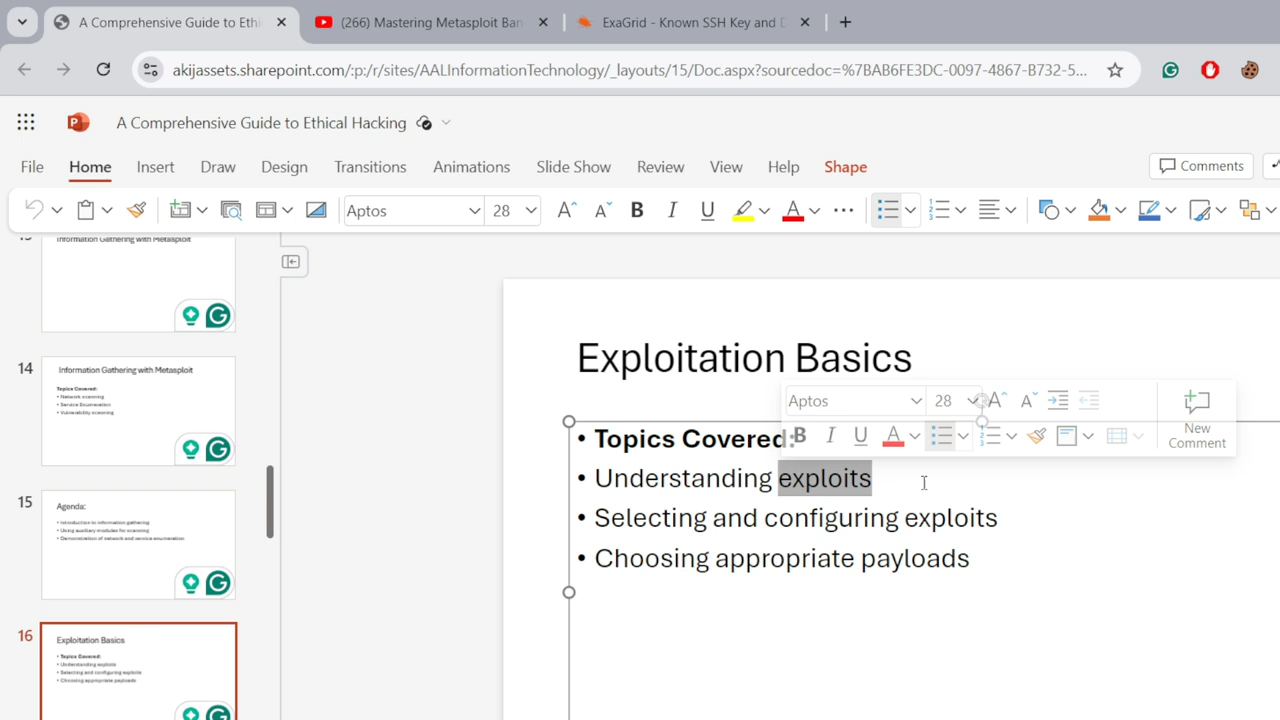 A Comprehensive Guide to Ethi
(266) Mastering Metasploit Ban
ExaGrid - Known SSH Key and D
akijassets.sharepoint.com/:p:/r/sites/AALInformationTechnology/_layouts/15/Doc.aspx?sourcedoc=%7BAB6FE3DC-0097-4867-B732-5...
A Comprehensive Guide to Ethical Hacking
File Home Insert Draw Design Transitions Animations Slide Show Review View Help Shape Comments
Aptos 28
Information Gathering with Metasploit
14
Information Gathering with Metasploit
Topics Covered:
• Network scanning
• Service Enumeration
• Vulnerability scanning
15
Agenda:
• Introduction to information gathering
• Using auxiliary modules for scanning
• Demonstration of network and service enumeration
16
Exploitation Basics
• Topics Covered:
• Understanding exploits
• Selecting and configuring exploits
• Choosing appropriate payloads
Exploitation Basics
Aptos 28
New
Comment
• Topics Covered:
• Understanding exploits
• Selecting and configuring exploits
• Choosing appropriate payloads